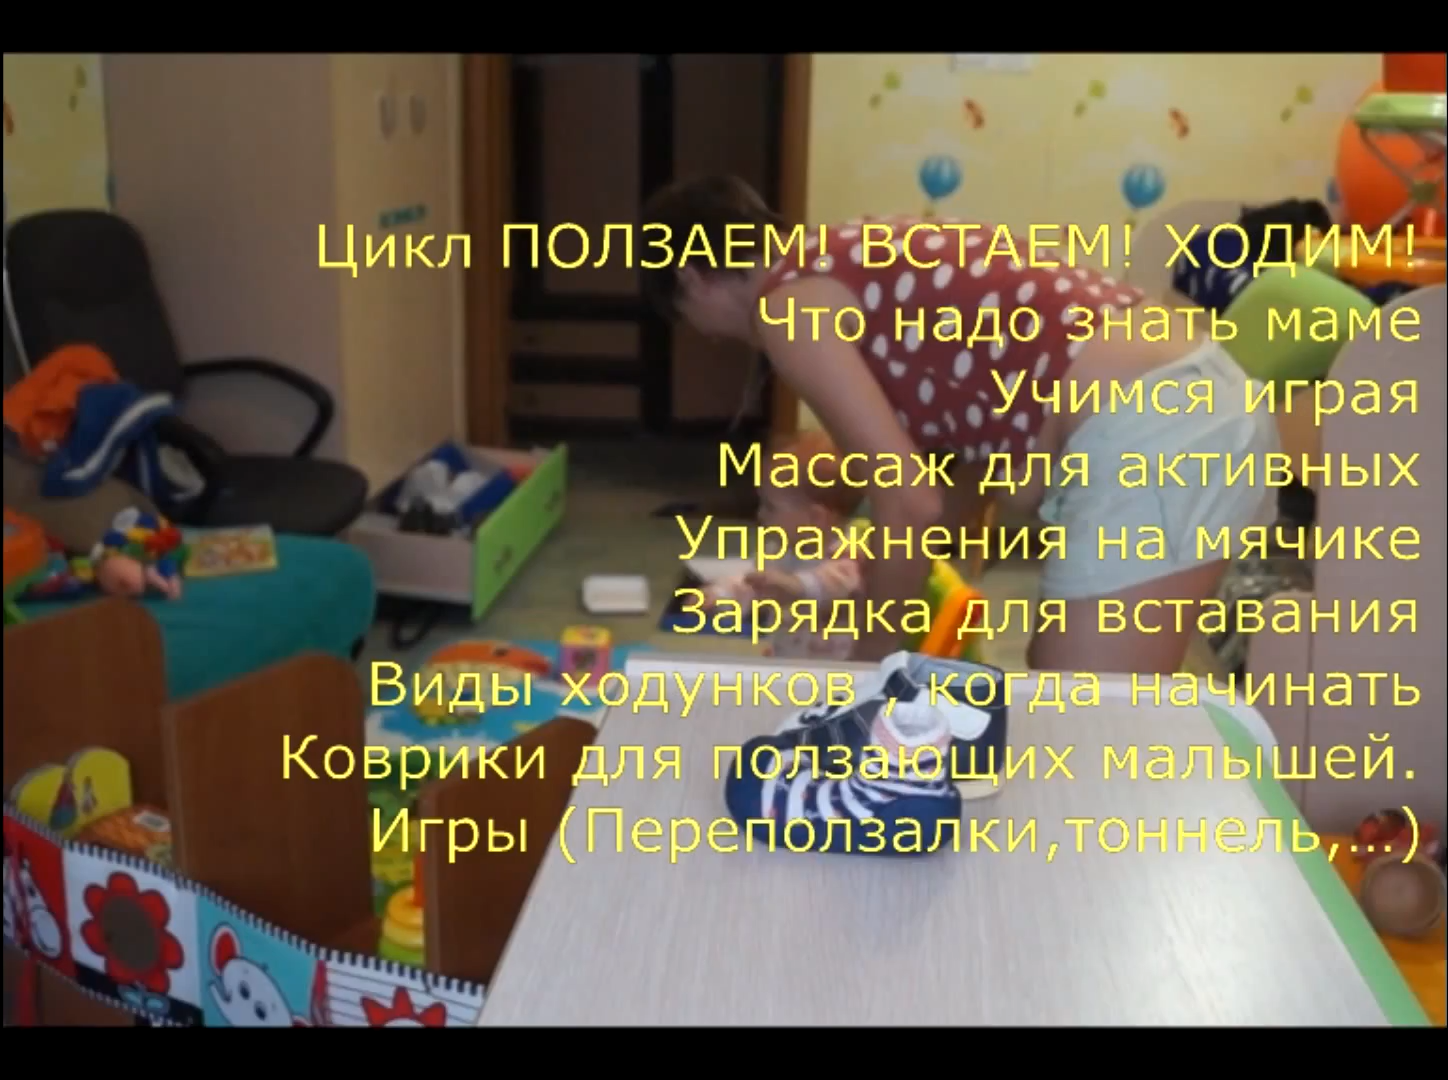 Цикл ПОЛЗАЕМ! ВСТАЕМ! ХОДИМ!
Что надо знать маме
Учимся играя
Массаж для активных
Упражнения на мячике
Зарядка для вставания
Виды ходунков , когда начинать
Коврики для ползающих малышей.
Игры (Переползалки,тоннель,...)